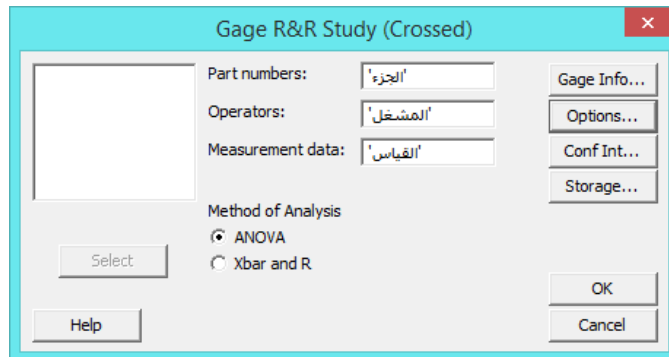 Gage R&R Study (Crossed)
x
Part numbers: 'الجزء'
Gage Info...
Operators: 'المشغل'
Options...
Measurement data: 'القياس'
Conf Int...
Storage...
Method of Analysis
ANOVA
Select
Xbar and R
OK
Help
Cancel